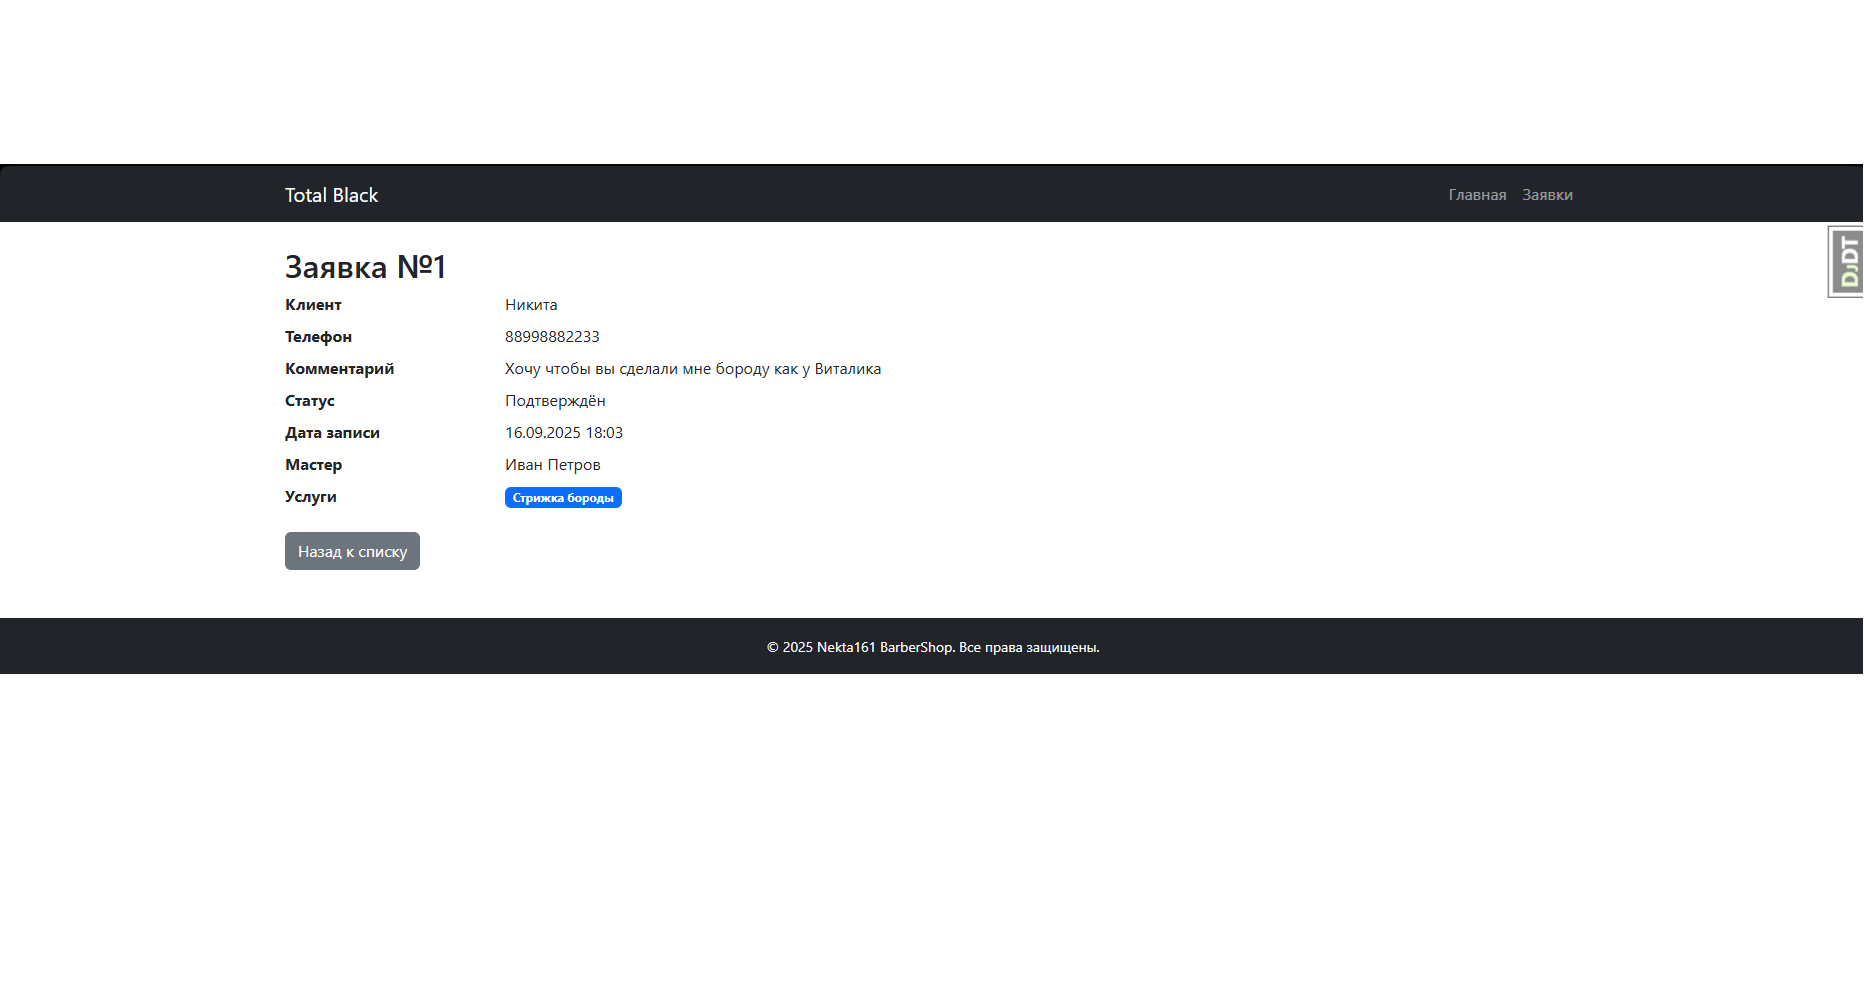 Total Black Главная Заявки
DJDT
Заявка №1
Клиент Никита
Телефон 88998882233
Комментарий Хочу чтобы вы сделали мне бороду как у Виталика
Статус Подтверждён
Дата записи 16.09.2025 18:03
Мастер Иван Петров
Услуги Стрижка бороды
Назад к списку
© 2025 Nekta161 BarberShop. Все права защищены.